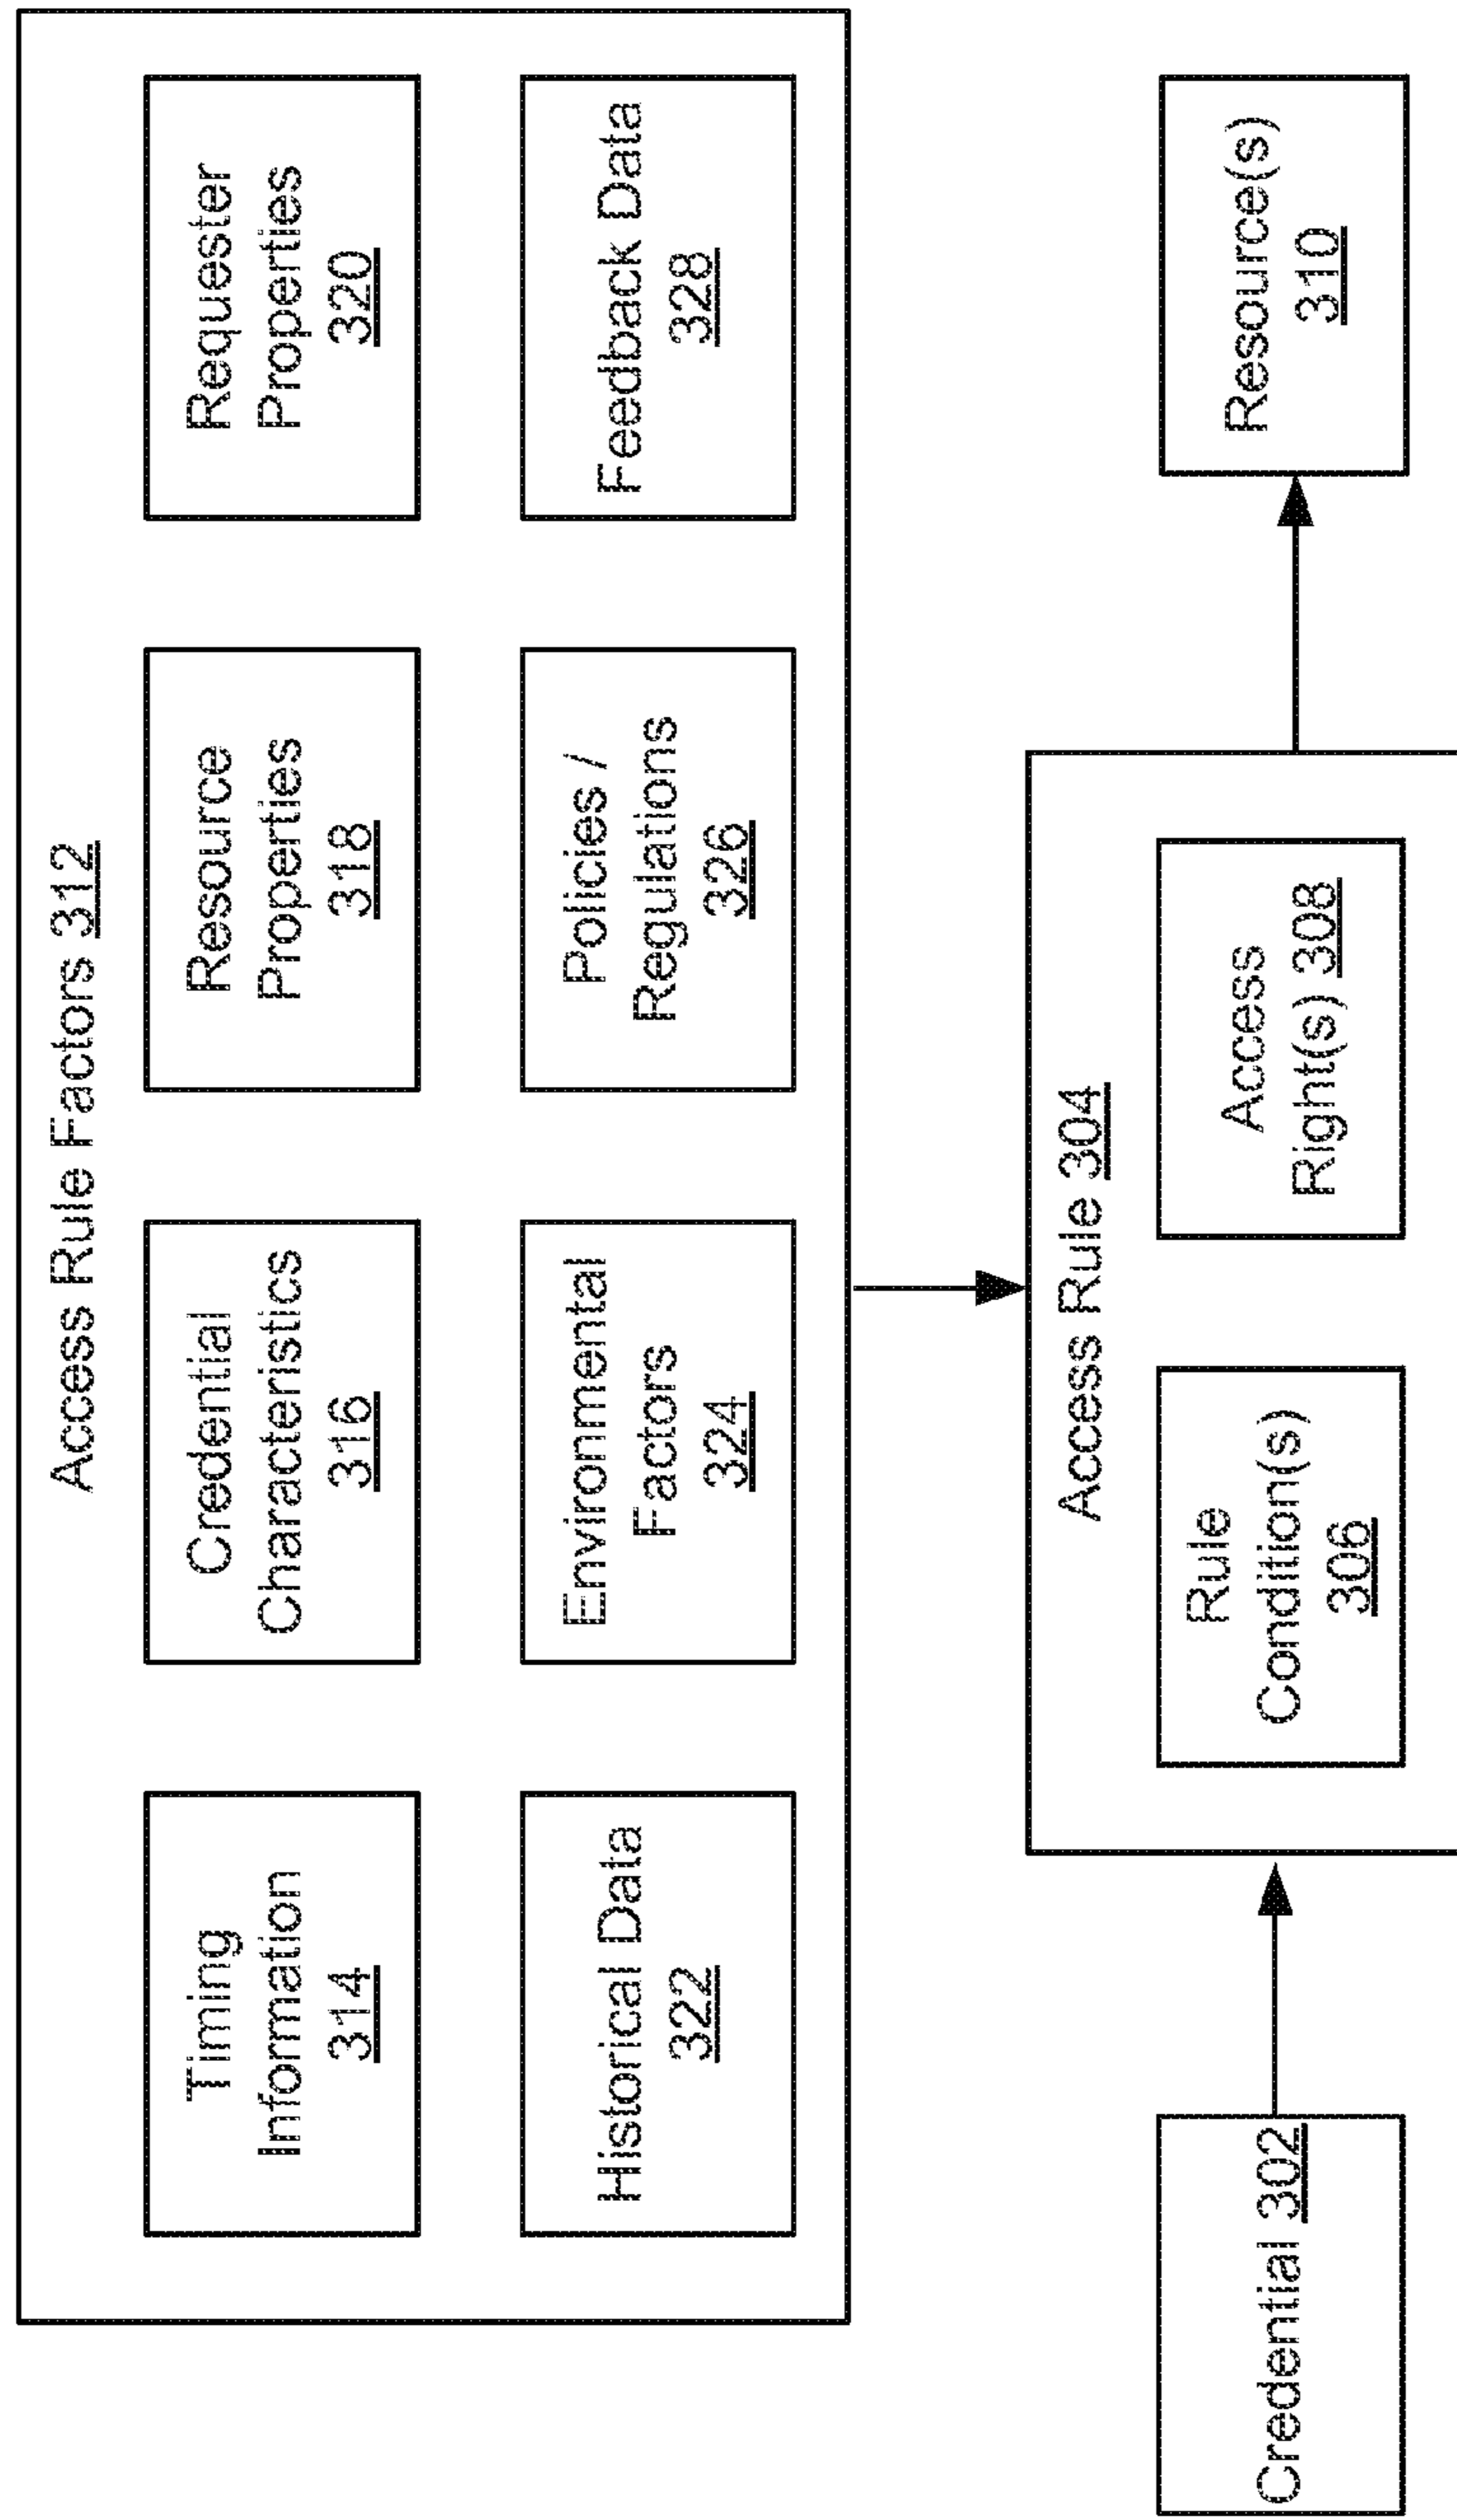 Access Rule Factors 312
Timing
Information
314
Credential
Characteristics
316
Resource
Properties
318
Requester
Properties
320
Historical Data
322
Environmental
Factors
324
Policies /
Regulations
326
Feedback Data
328
Credential 302
Access Rule 304
Rule
Condition(s)
306
Access
Right(s) 308
Resource(s)
310